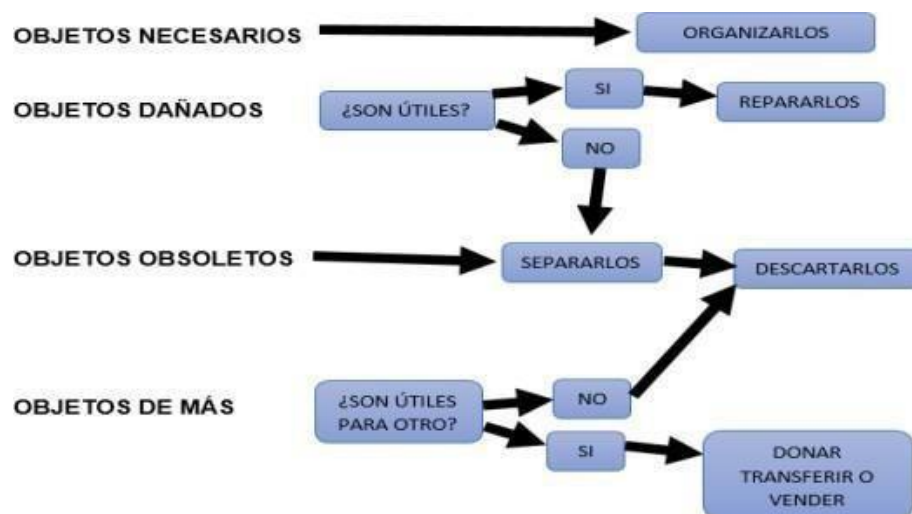 OBJETOS NECESARIOS
ORGANIZARLOS
OBJETOS DAÑADOS
¿SON ÚTILES?
SI
REPARARLOS
NO
OBJETOS OBSOLETOS
SEPARARLOS
DESCARTARLOS
OBJETOS DE MÁS
¿SON ÚTILES
PARA OTRO?
NO
SI
DONAR
TRANSFERIR O
VENDER